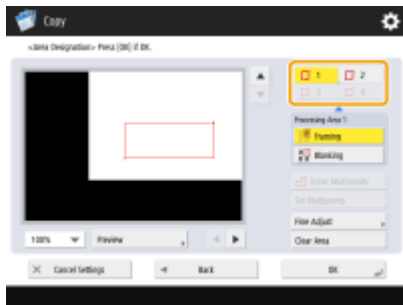 Copy
<Area Designation> Press [OK] if OK.
1
2
3
4
Processing Area 1
Framing
Blanking
Enter Multipoints
Set Multipoints
Fine Adjust
Clear Area
100%
Preview
Cancel Settings
Back
OK